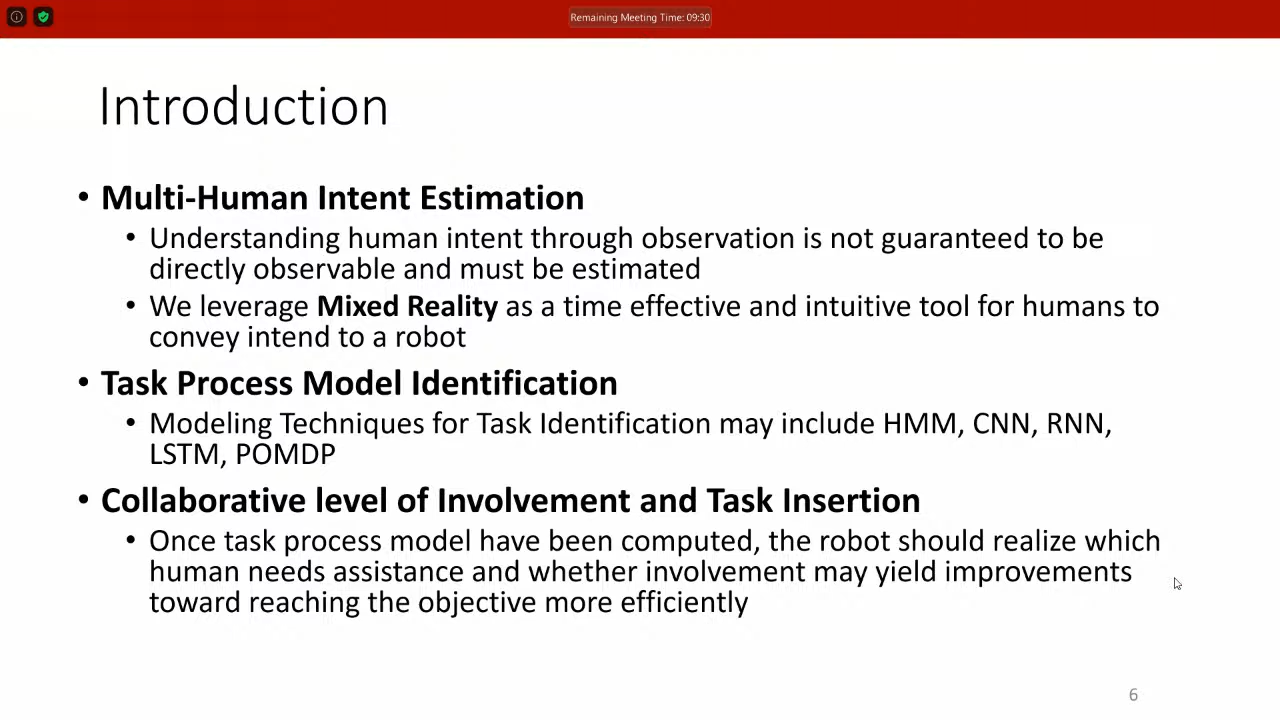 Remaining Meeting Time: 09:30
Introduction
• Multi-Human Intent Estimation
• Understanding human intent through observation is not guaranteed to be
directly observable and must be estimated
• We leverage Mixed Reality as a time effective and intuitive tool for humans to
convey intend to a robot
• Task Process Model Identification
• Modeling Techniques for Task Identification may include HMM, CNN, RNN,
LSTM, POMDP
• Collaborative level of Involvement and Task Insertion
• Once task process model have been computed, the robot should realize which
human needs assistance and whether involvement may yield improvements
toward reaching the objective more efficiently
6